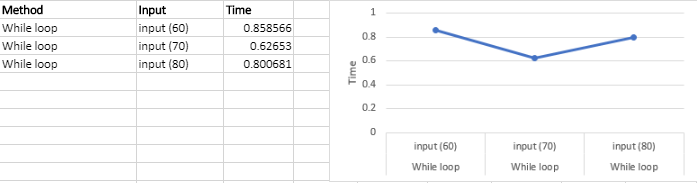 Method Input Time
While loop input (60) 0.858566
While loop input (70) 0.62653
While loop input (80) 0.800681
1
0.8
0.6
0.4
0.2
0
Time
input (60) input (70) input (80)
While loop While loop While loop